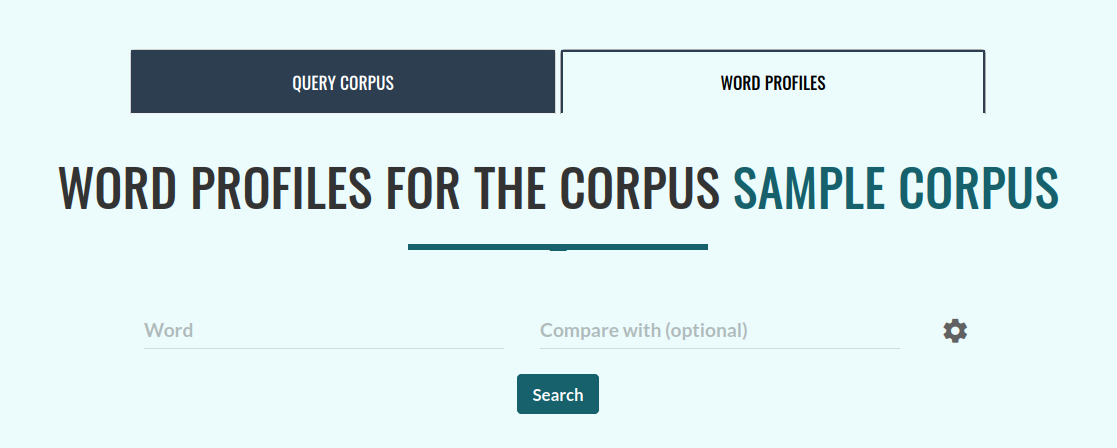 QUERY CORPUS
WORD PROFILES
WORD PROFILES FOR THE CORPUS SAMPLE CORPUS
Word
Compare with (optional)
Search